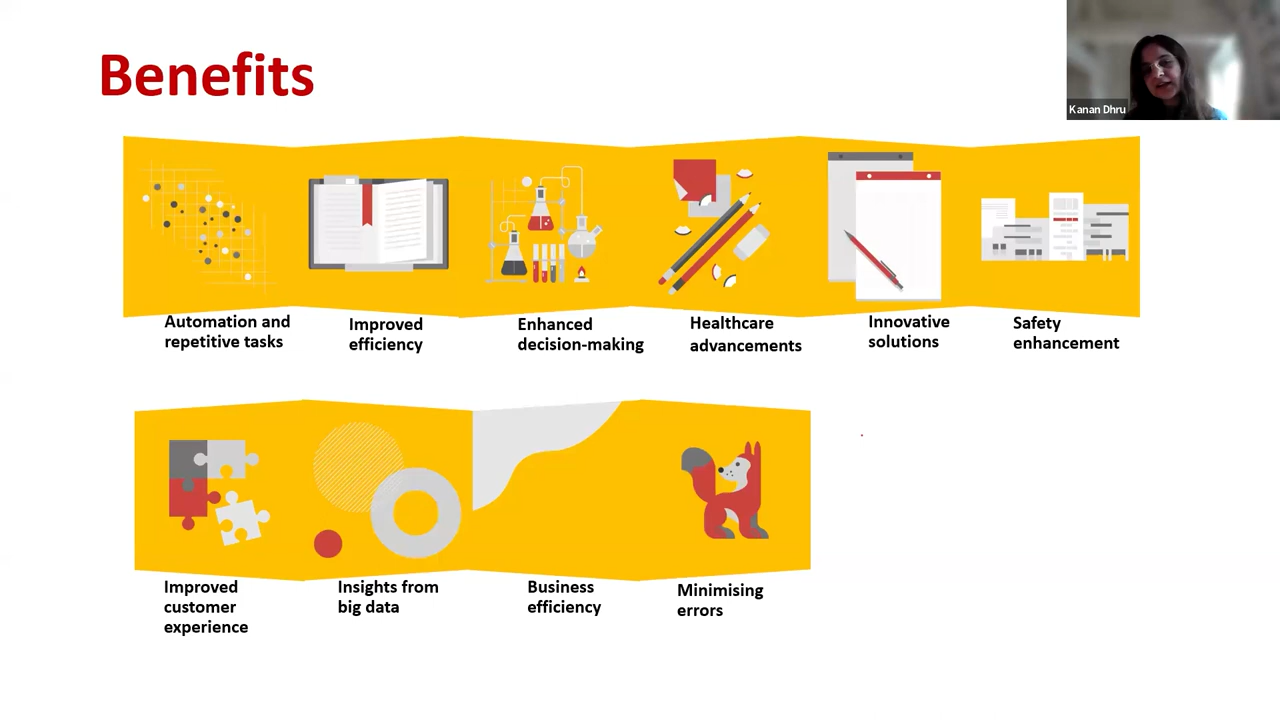 Benefits
Kanan Dhru
Automation and
repetitive tasks
Improved
efficiency
Enhanced
decision-making
Healthcare
advancements
Innovative
solutions
Safety
enhancement
Improved
customer
experience
Insights from
big data
Business
efficiency
Minimising
errors